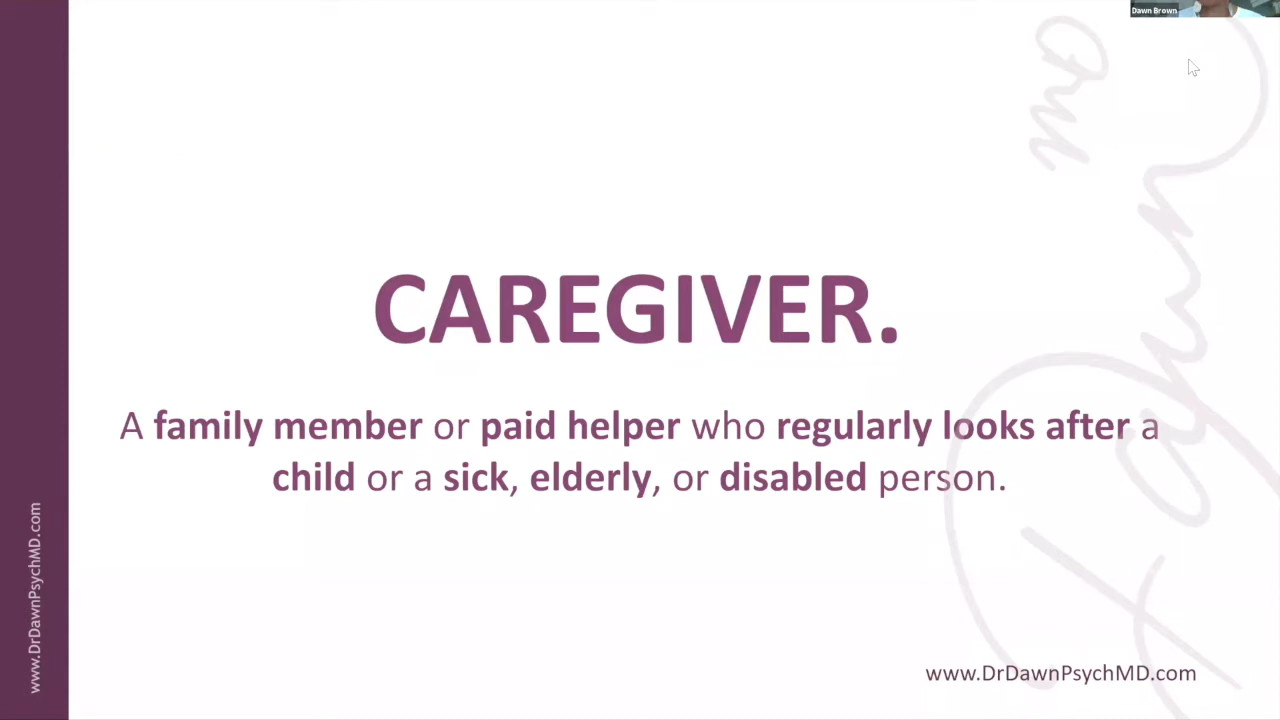 Dawn Brown
CAREGIVER.
A family member or paid helper who regularly looks after a
child or a sick, elderly, or disabled person.
www.DrDawnPsychMD.com
www.DrDawnPsychMD.com